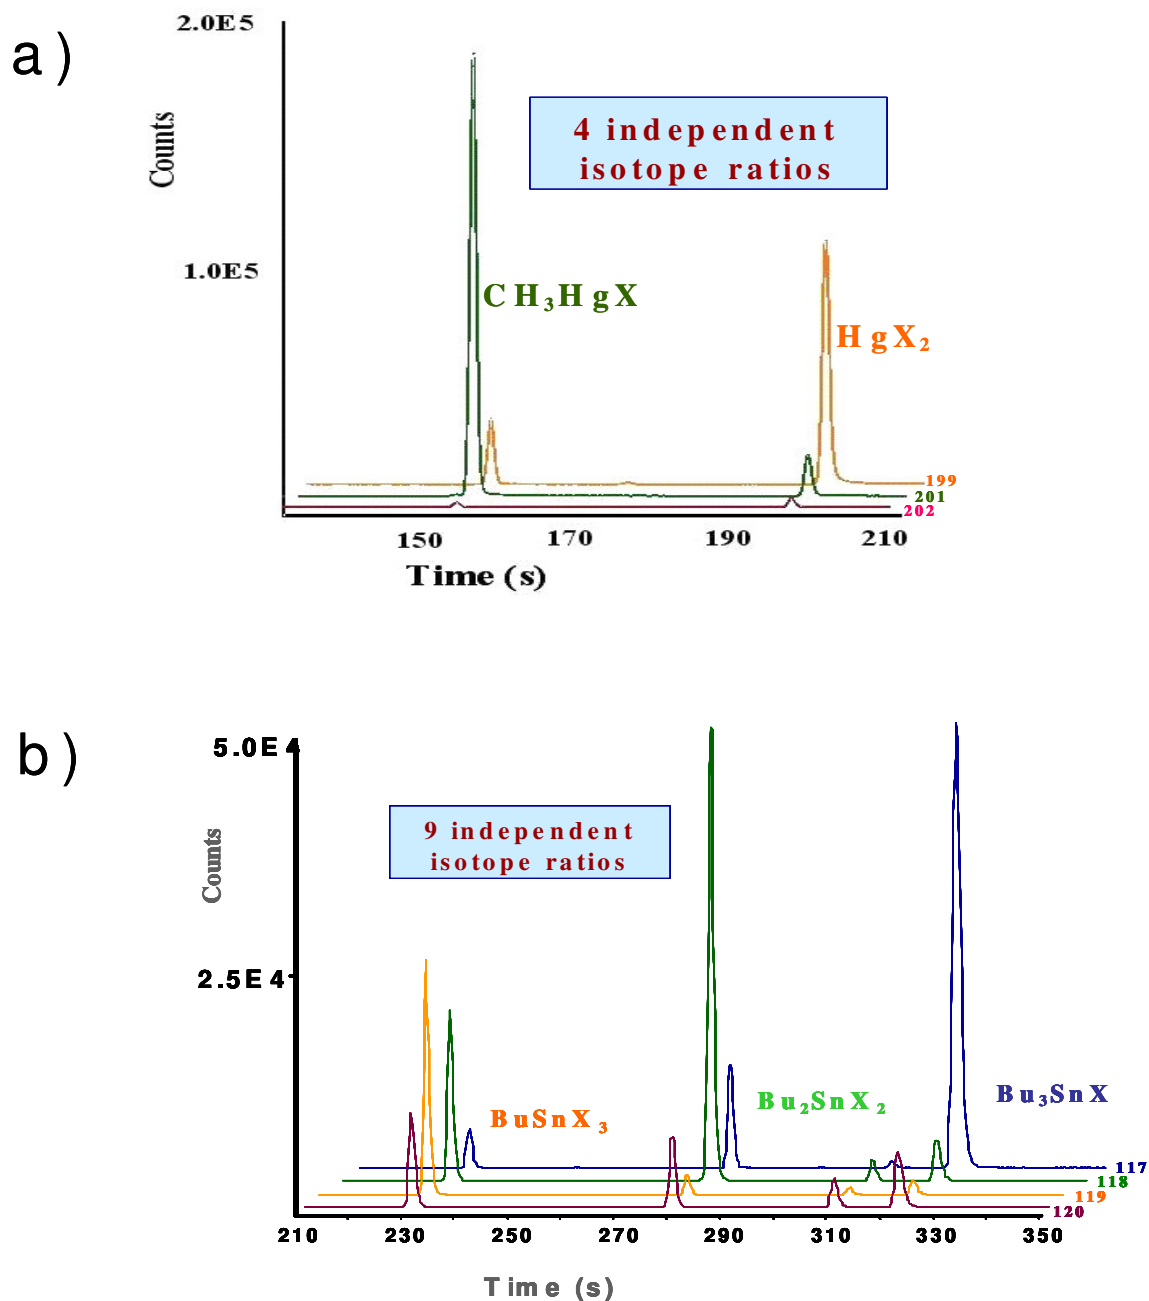 a)
2.0E5
Counts
4 independent
isotope ratios
1.0E5
CH₃HgX
HgX₂
199
201
202
150 170 190 210
Time (s)
b)
5.0E4
9 independent
isotope ratios
Counts
2.5E4
BuSnX₃
Bu₂SnX₂
Bu₃SnX
117
118
119
120
210 230 250 270 290 310 330 350
Time (s)